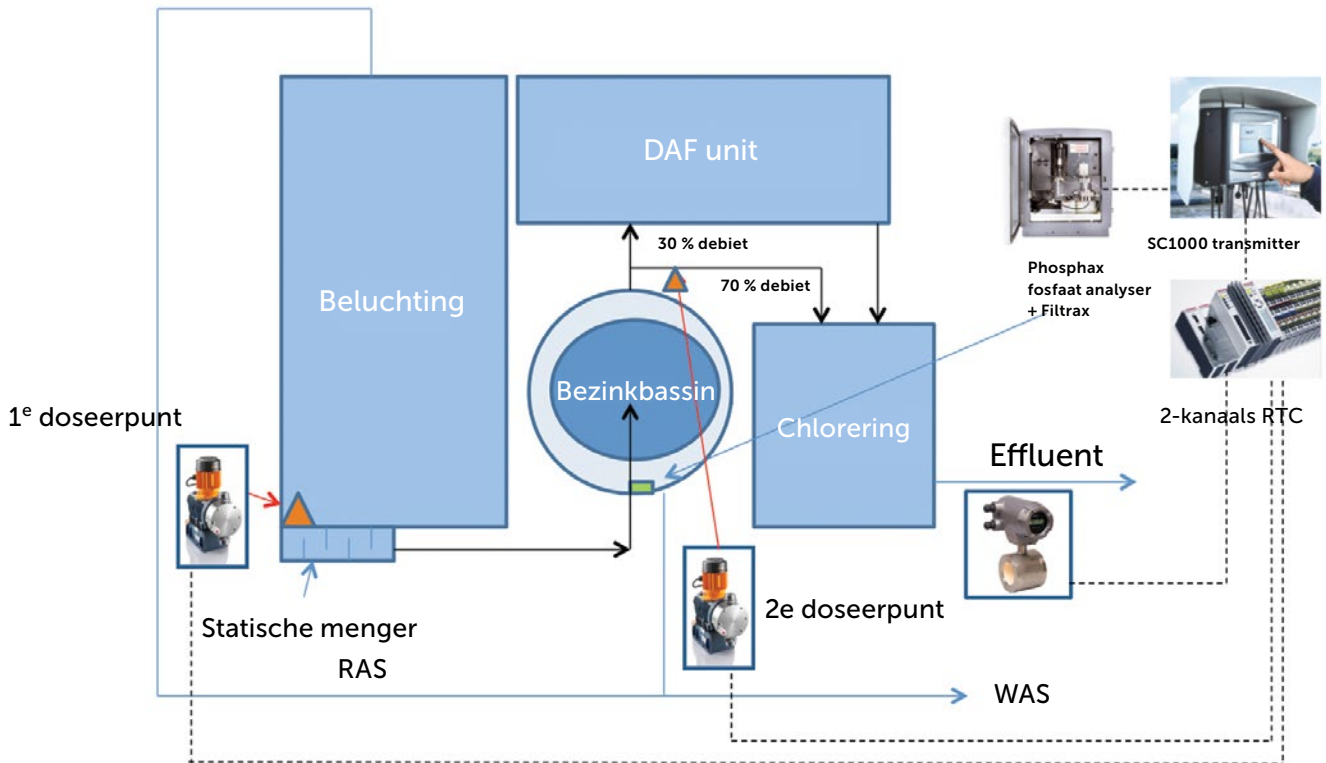 DAF unit
30 % debiet
70 % debiet
Beluchting
Bezinkbassin
Chlorering
1e doseerpunt
Statische menger
RAS
2e doseerpunt
WAS
Effluent
Phosphax
fosfaat analyser
+ Filtrax
SC1000 transmitter
2-kanaals RTC